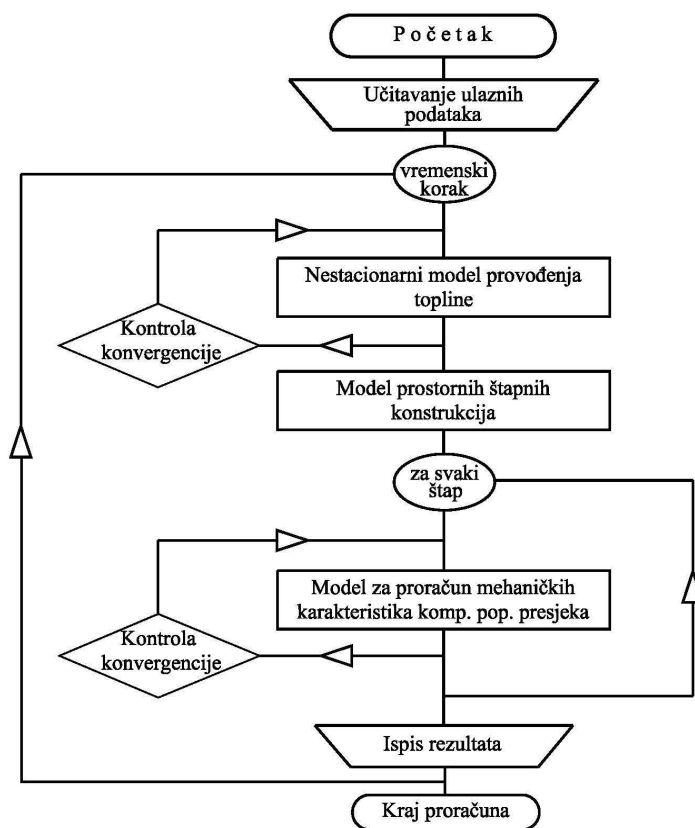 Početak
Učitavanje ulaznih
podataka
vremenski
korak
Nestacionarni model provođenja
topline
Kontrola
konvergencije
Model prostornih štapnih
konstrukcija
za svaki
štap
Model za proračun mehaničkih
karakteristika komp. pop. presjeka
Kontrola
konvergencije
Ispis rezultata
Kraj proračuna